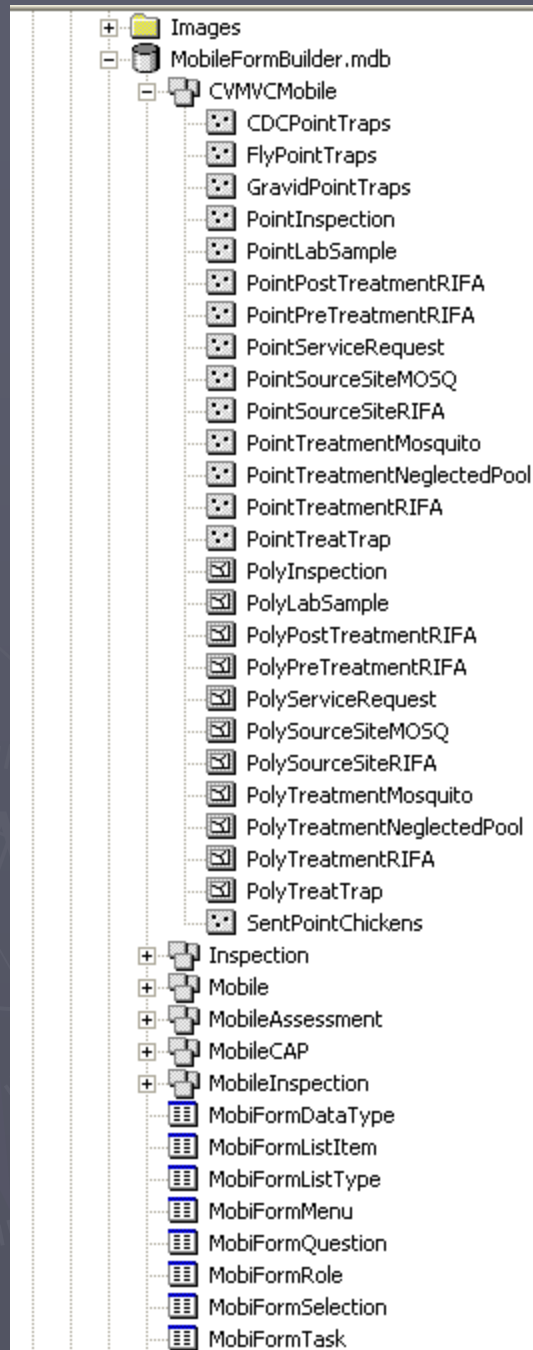 Images
MobileFormBuilder.mdb
CVMVCMobile
CDCPointTraps
FlyPointTraps
GravidPointTraps
PointInspection
PointLabSample
PointPostTreatmentRIFA
PointPreTreatmentRIFA
PointServiceRequest
PointSourceSiteMOSQ
PointSourceSiteRIFA
PointTreatmentMosquito
PointTreatmentNeglectedPool
PointTreatmentRIFA
PointTreatTrap
PolyInspection
PolyLabSample
PolyPostTreatmentRIFA
PolyPreTreatmentRIFA
PolyServiceRequest
PolySourceSiteMOSQ
PolySourceSiteRIFA
PolyTreatmentMosquito
PolyTreatmentNeglectedPool
PolyTreatmentRIFA
PolyTreatTrap
SentPointChickens
Inspection
Mobile
MobileAssessment
MobileCAP
MobileInspection
MobiFormDataType
MobiFormListItem
MobiFormListType
MobiFormMenu
MobiFormQuestion
MobiFormRole
MobiFormSelection
MobiFormTask